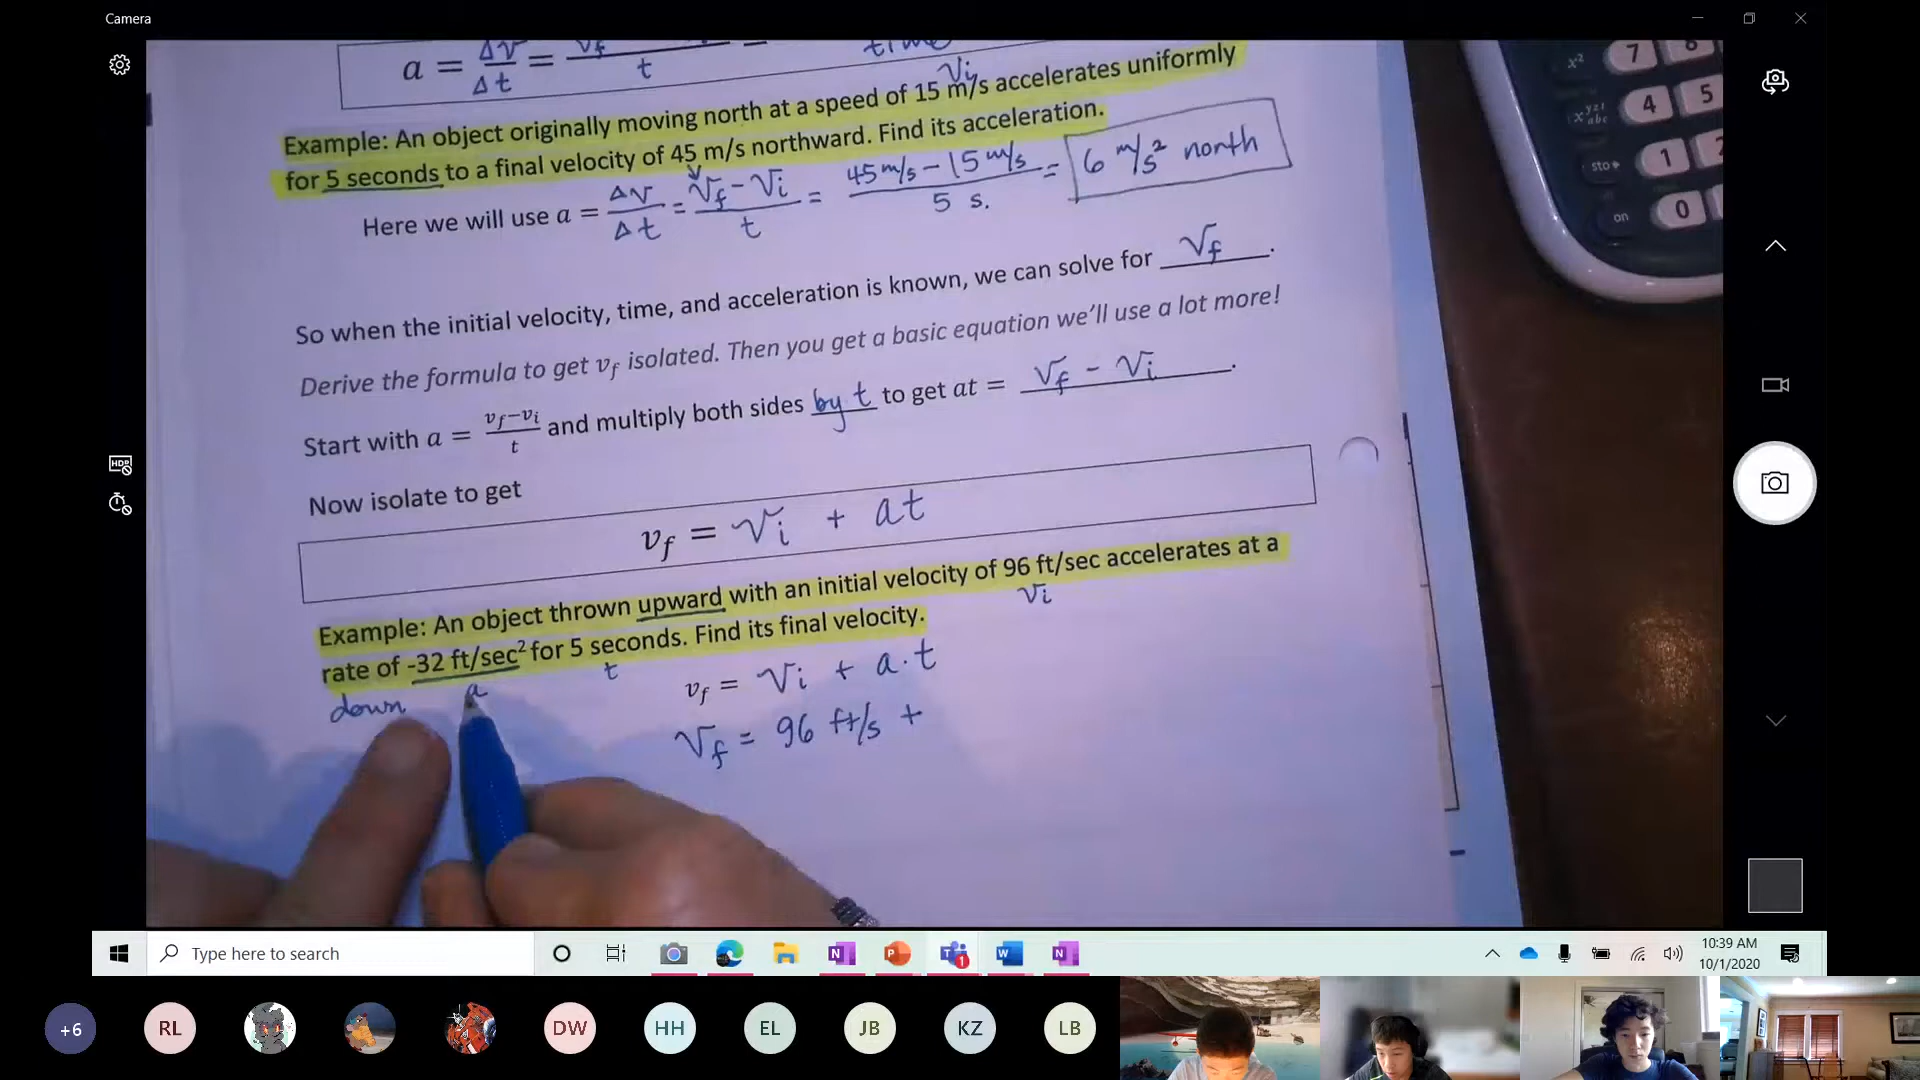 Camera
a = Δv/Δt = vf / t = time
Vi
Example: An object originally moving north at a speed of 15 m/s accelerates uniformly
for 5 seconds to a final velocity of 45 m/s northward. Find its acceleration.
Here we will use a = Δv/Δt = (Vf − Vi)/t = (45 m/s − 15 m/s)/5 s. = 6 m/s² north
So when the initial velocity, time, and acceleration is known, we can solve for Vf.
Derive the formula to get vf isolated. Then you get a basic equation we'll use a lot more!
Start with a = (vf−vi)/t and multiply both sides by t to get at = Vf − Vi.
Now isolate to get
vf = Vi + at
Example: An object thrown upward with an initial velocity of 96 ft/sec accelerates at a
Vi
rate of -32 ft/sec² for 5 seconds. Find its final velocity.
down a t
vf = Vi + a·t
Vf = 96 ft/s +
x²
7
8
xyzt
abc
4
5
sto▸
1
2
on
0
HDR
Type here to search
10:39 AM
10/1/2020
1
+6
RL
DW
HH
EL
JB
KZ
LB